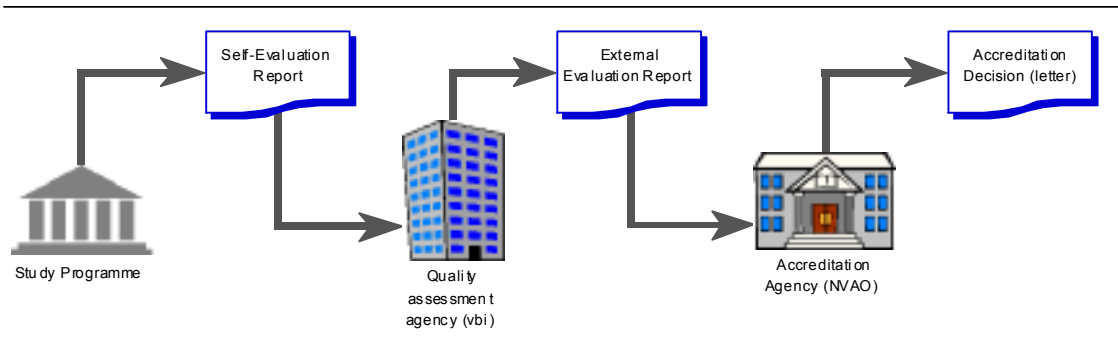 Self-Evaluation
Report
External
Evaluation Report
Accreditation
Decision (letter)
Study Programme
Quality
assessment
agency (vbi)
Accreditation
Agency (NVAO)